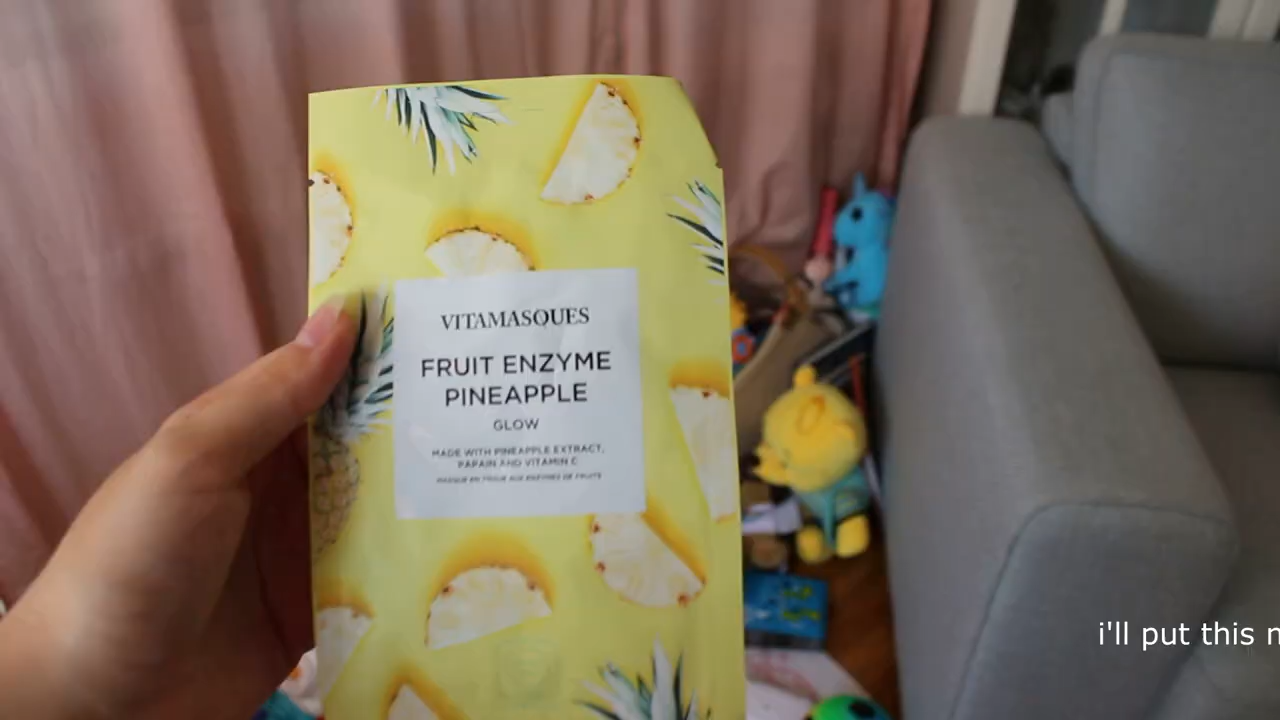 VITAMASQUES
FRUIT ENZYME
PINEAPPLE
GLOW
MADE WITH PINEAPPLE EXTRACT,
PAPAIN AND VITAMIN C
MASQUE EN TISSUE AUX ENZYMES DE FRUITS
i'll put this